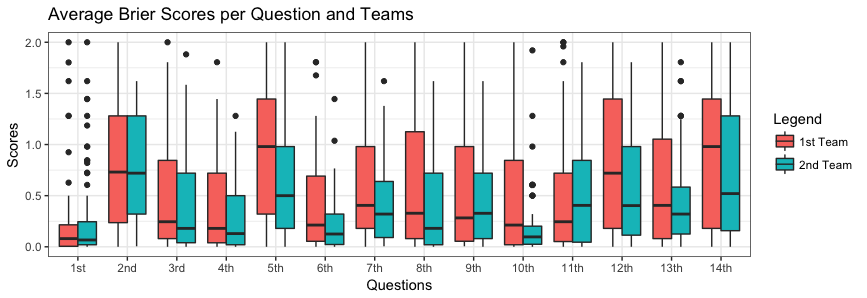 Average Brier Scores per Question and Teams
Scores
2.0
1.5
1.0
0.5
0.0
1st 2nd 3rd 4th 5th 6th 7th 8th 9th 10th 11th 12th 13th 14th
Questions
Legend
1st Team
2nd Team